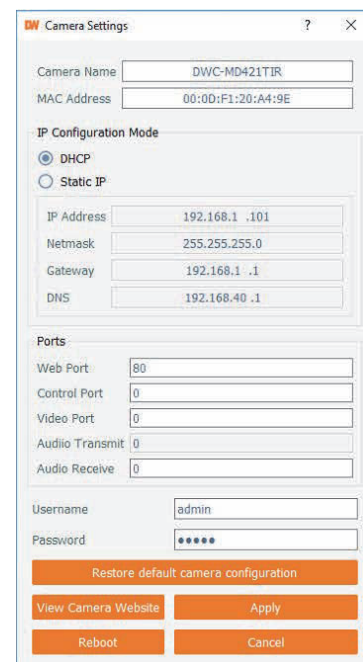 DW Camera Settings ? ×
Camera Name DWC-MD421TIR
MAC Address 00:0D:F1:20:A4:9E
IP Configuration Mode
DHCP
Static IP
IP Address 192.168.1 .101
Netmask 255.255.255.0
Gateway 192.168.1 .1
DNS 192.168.40 .1
Ports
Web Port 80
Control Port 0
Video Port 0
Audiio Transmit 0
Audio Receive 0
Username admin
Password •••••
Restore default camera configuration
View Camera Website Apply
Reboot Cancel